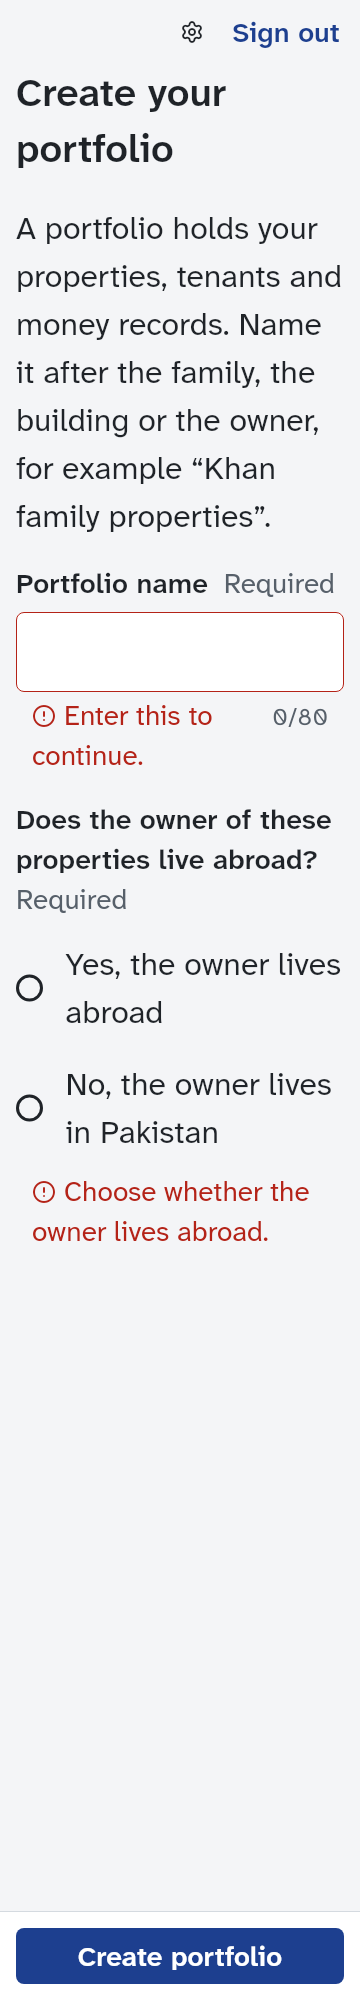 Sign out
Create your
portfolio
A portfolio holds your
properties, tenants and
money records. Name
it after the family, the
building or the owner,
for example “Khan
family properties”.
Portfolio name Required
Enter this to
continue.
0/80
Does the owner of these
properties live abroad?
Required
Yes, the owner lives
abroad
No, the owner lives
in Pakistan
Choose whether the
owner lives abroad.
Create portfolio